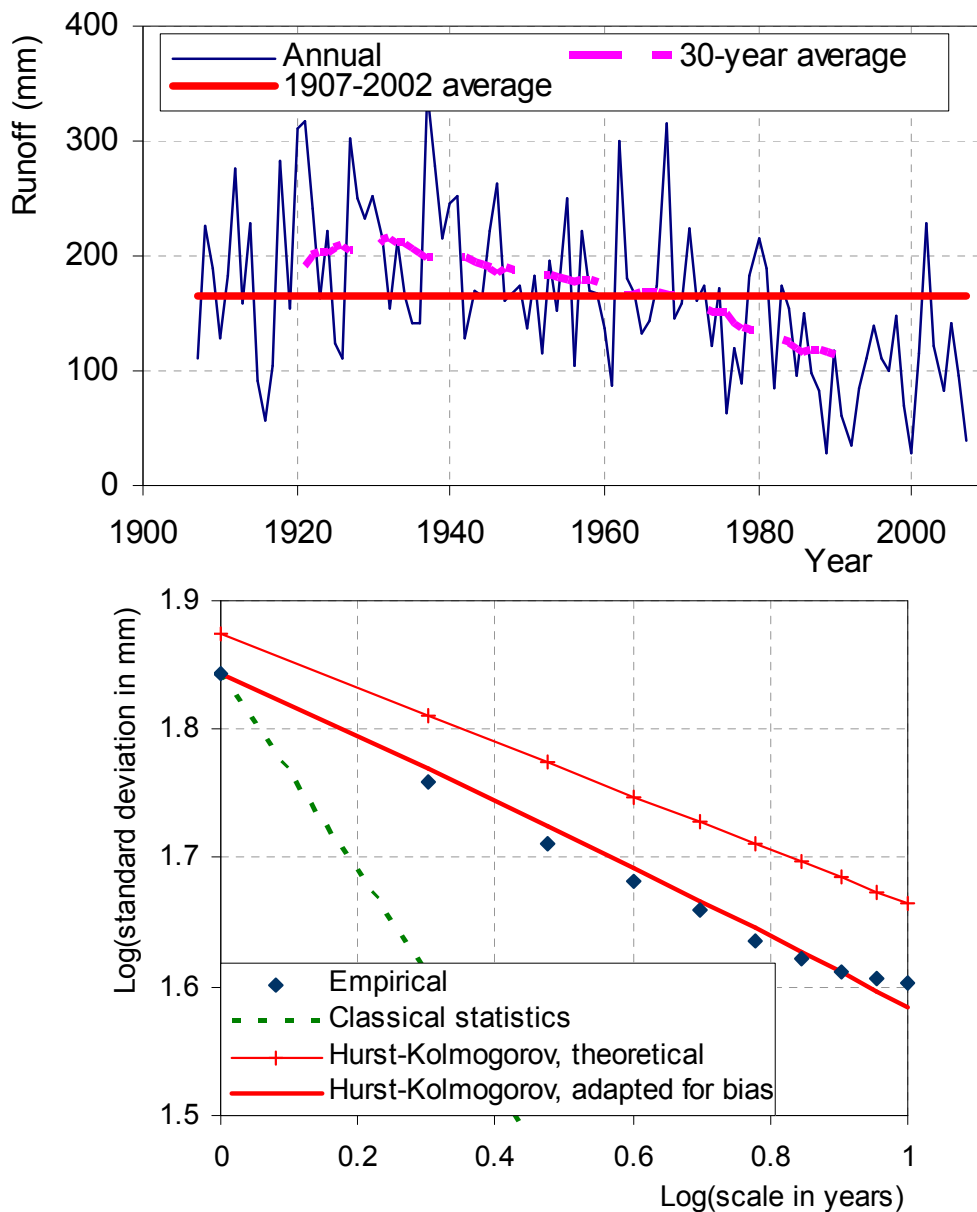 400
Annual
30-year average
1907-2002 average
Runoff (mm)
300
200
100
0
1900
1920
1940
1960
1980
2000
Year
1.9
1.8
1.7
1.6
1.5
Log(standard deviation in mm)
Empirical
Classical statistics
Hurst-Kolmogorov, theoretical
Hurst-Kolmogorov, adapted for bias
0
0.2
0.4
0.6
0.8
1
Log(scale in years)